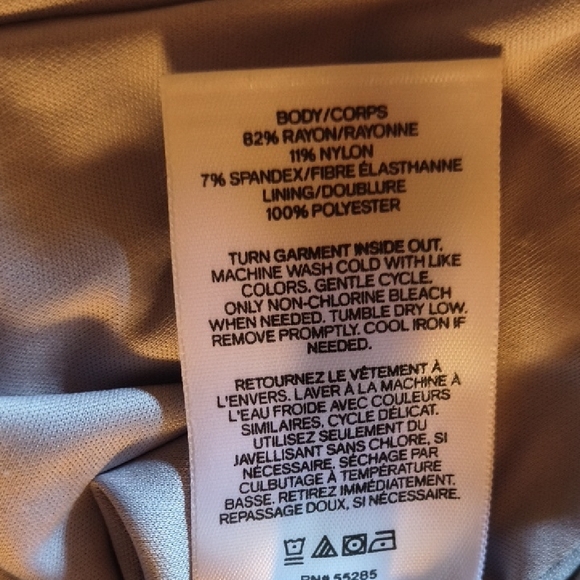 BODY/CORPS
82% RAYON/RAYONNE
11% NYLON
7% SPANDEX/FIBRE ÉLASTHANNE
LINING/DOUBLURE
100% POLYESTER
TURN GARMENT INSIDE OUT.
MACHINE WASH COLD WITH LIKE
COLORS. GENTLE CYCLE.
ONLY NON-CHLORINE BLEACH
WHEN NEEDED. TUMBLE DRY LOW.
REMOVE PROMPTLY. COOL IRON IF
NEEDED.
RETOURNEZ LE VÊTEMENT À
L'ENVERS. LAVER À LA MACHINE À
L'EAU FROIDE AVEC COULEURS
SIMILAIRES, CYCLE DÉLICAT.
UTILISEZ SEULEMENT DU
JAVELLISANT SANS CHLORE, SI
NÉCESSAIRE. SÉCHAGE PAR
CULBUTAGE À TEMPÉRATURE
BASSE. RETIREZ IMMÉDIATEMENT.
REPASSAGE DOUX, SI NÉCESSAIRE.
RN# 55285